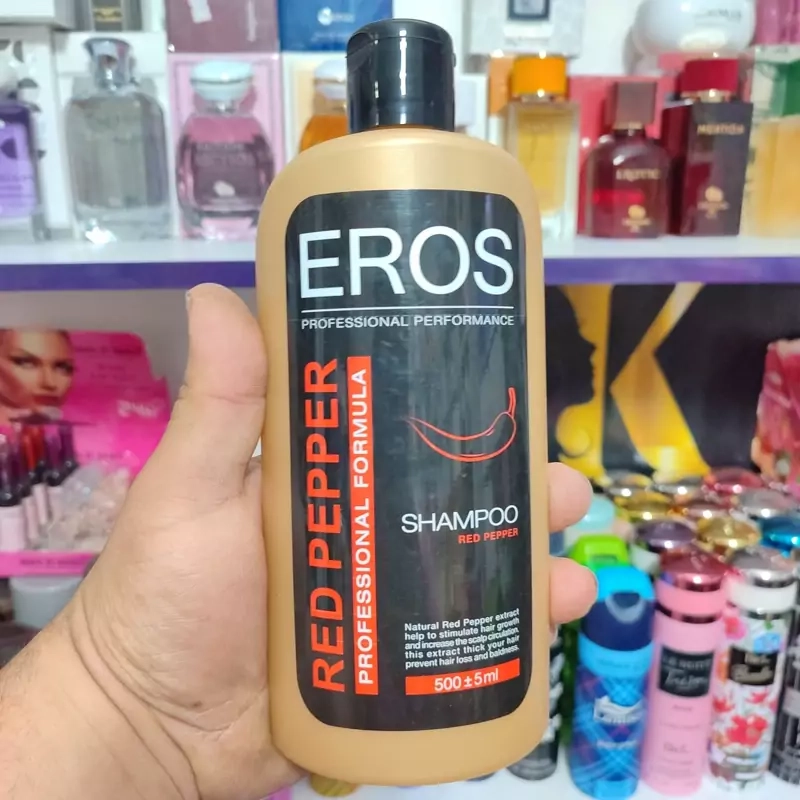 EROS
PROFESSIONAL PERFORMANCE
RED PEPPER
PROFESSIONAL FORMULA
SHAMPOO
RED PEPPER
Natural Red Pepper extract
help to stimulate hair growth
and increase the scalp circulation,
this extract thick your hair
prevent hair loss and baldness.
500±5ml